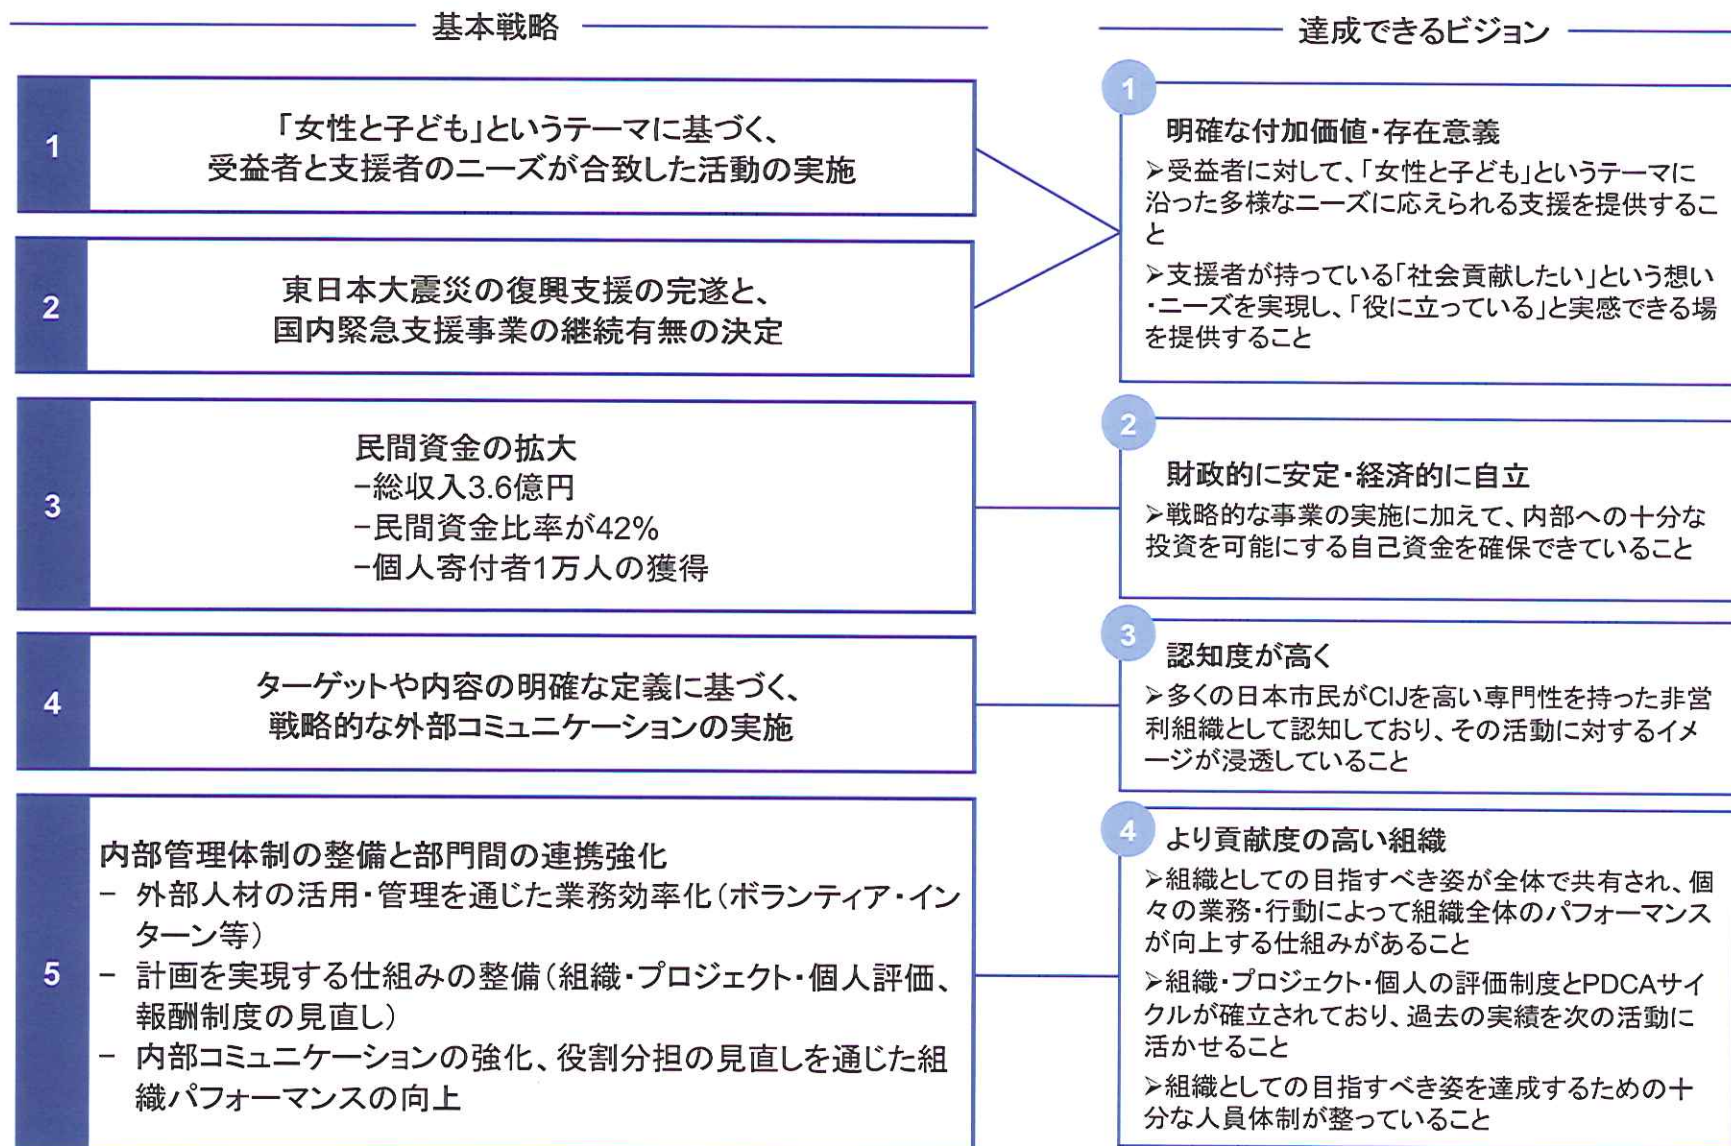 基本戦略
1
「女性と子ども」というテーマに基づく、
受益者と支援者のニーズが合致した活動の実施
2
東日本大震災の復興支援の完遂と、
国内緊急支援事業の継続有無の決定
3
民間資金の拡大
−総収入3.6億円
−民間資金比率が42%
−個人寄付者1万人の獲得
4
ターゲットや内容の明確な定義に基づく、
戦略的な外部コミュニケーションの実施
5
内部管理体制の整備と部門間の連携強化
− 外部人材の活用・管理を通じた業務効率化(ボランティア・イン
ターン等)
− 計画を実現する仕組みの整備(組織・プロジェクト・個人評価、
報酬制度の見直し)
− 内部コミュニケーションの強化、役割分担の見直しを通じた組
織パフォーマンスの向上
達成できるビジョン
1
明確な付加価値・存在意義
➢受益者に対して、「女性と子ども」というテーマに
沿った多様なニーズに応えられる支援を提供するこ
と
➢支援者が持っている「社会貢献したい」という想い
・ニーズを実現し、「役に立っている」と実感できる場
を提供すること
2
財政的に安定・経済的に自立
➢戦略的な事業の実施に加えて、内部への十分な
投資を可能にする自己資金を確保できていること
3
認知度が高く
➢多くの日本市民がCIJを高い専門性を持った非営
利組織として認知しており、その活動に対するイメ
ージが浸透していること
4
より貢献度の高い組織
➢組織としての目指すべき姿が全体で共有され、個
々の業務・行動によって組織全体のパフォーマンス
が向上する仕組みがあること
➢組織・プロジェクト・個人の評価制度とPDCAサイ
クルが確立されており、過去の実績を次の活動に
活かせること
➢組織としての目指すべき姿を達成するための十
分な人員体制が整っていること